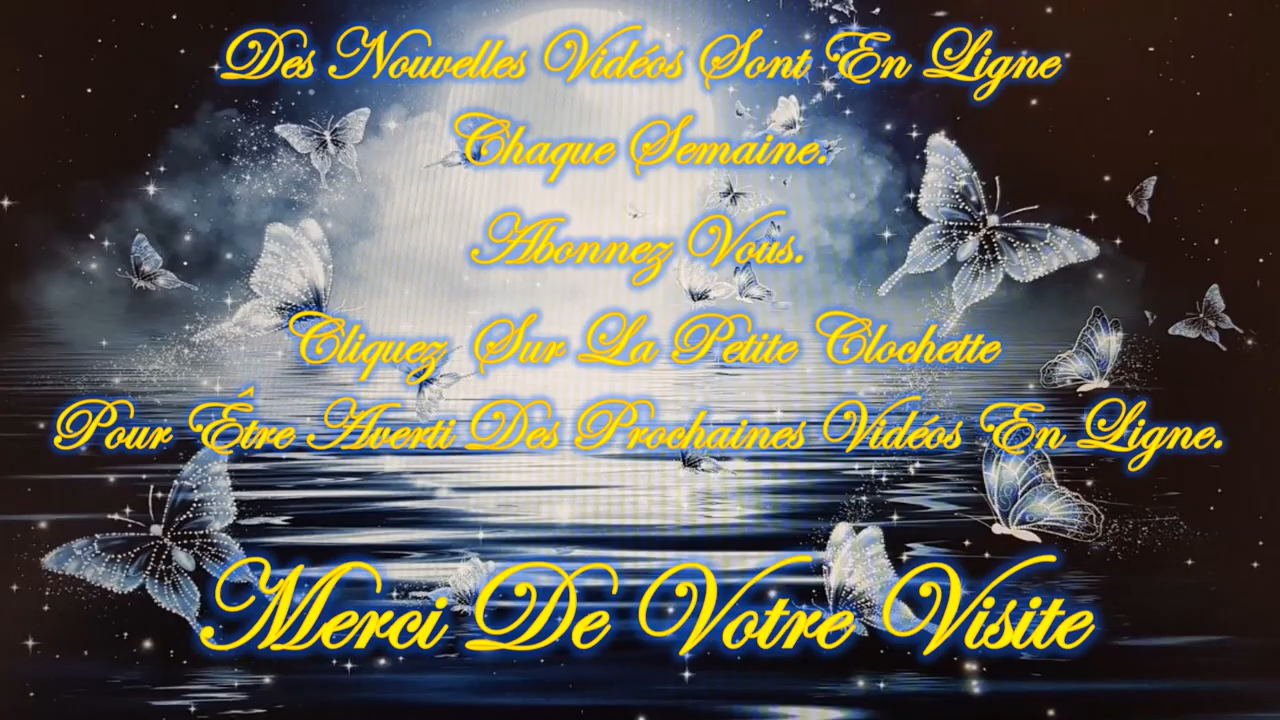 Des Nouvelles Vidéos Sont En Ligne
Chaque Semaine.
Abonnez Vous.
Cliquez Sur La Petite Clochette
Pour Être Averti Des Prochaines Vidéos En Ligne.
Merci De Votre Visite